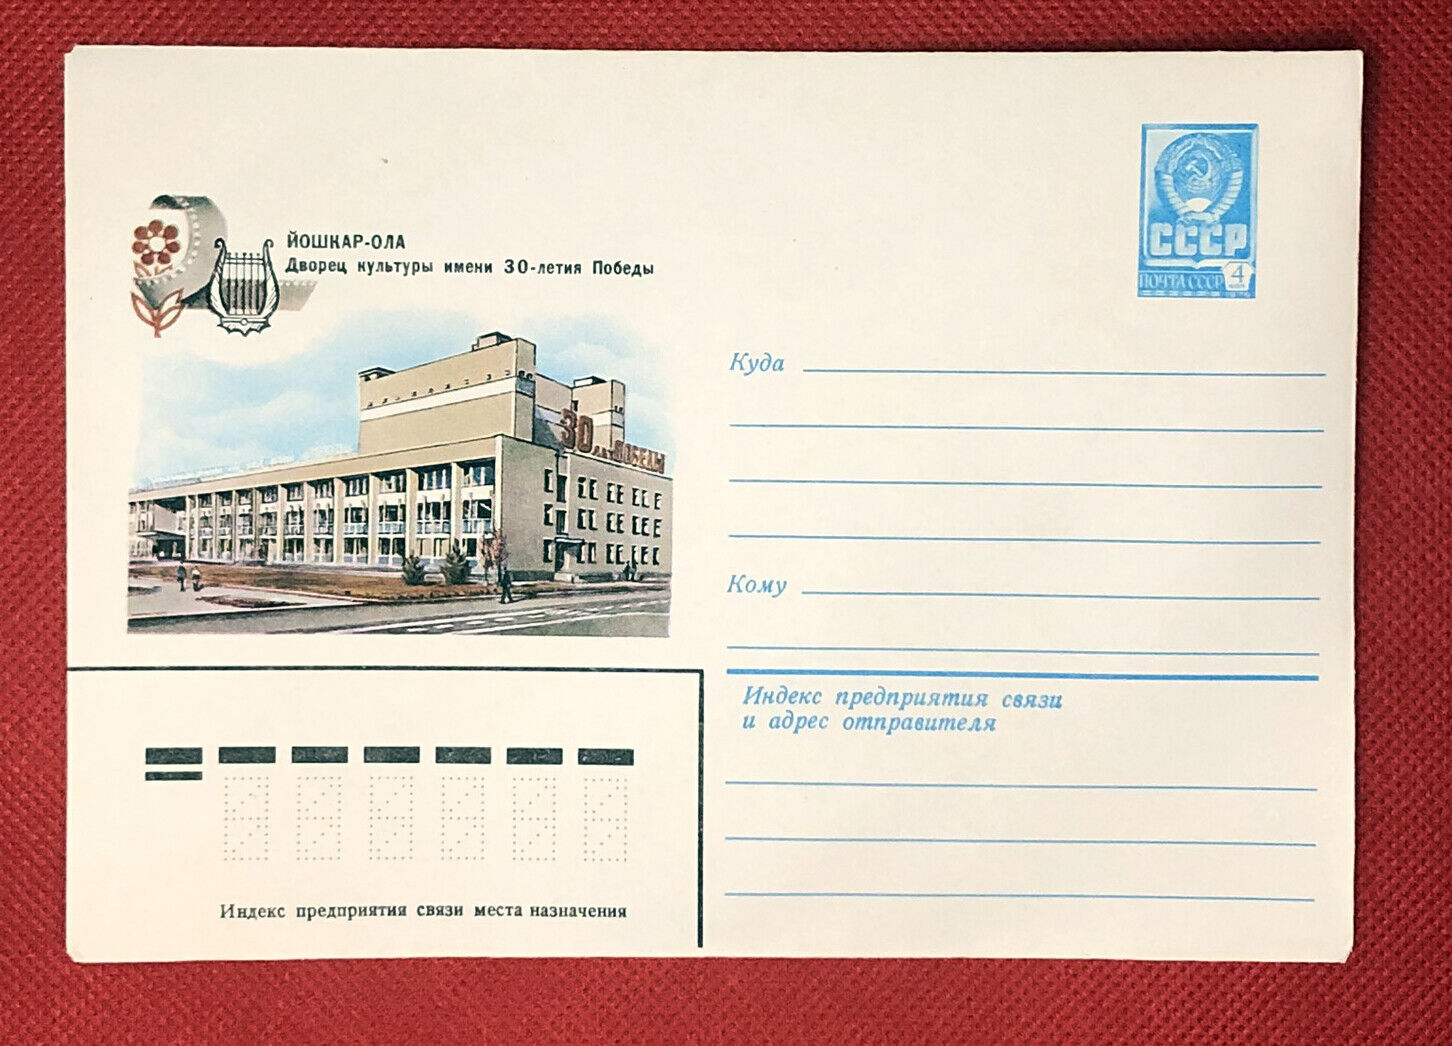 ЙОШКАР-ОЛА
Дворец культуры имени 30-летия Победы
30 лет ПОБЕДЫ
СССР
ПОЧТА СССР
4
коп
Куда
Кому
Индекс предприятия связи
и адрес отправителя
Индекс предприятия связи места назначения